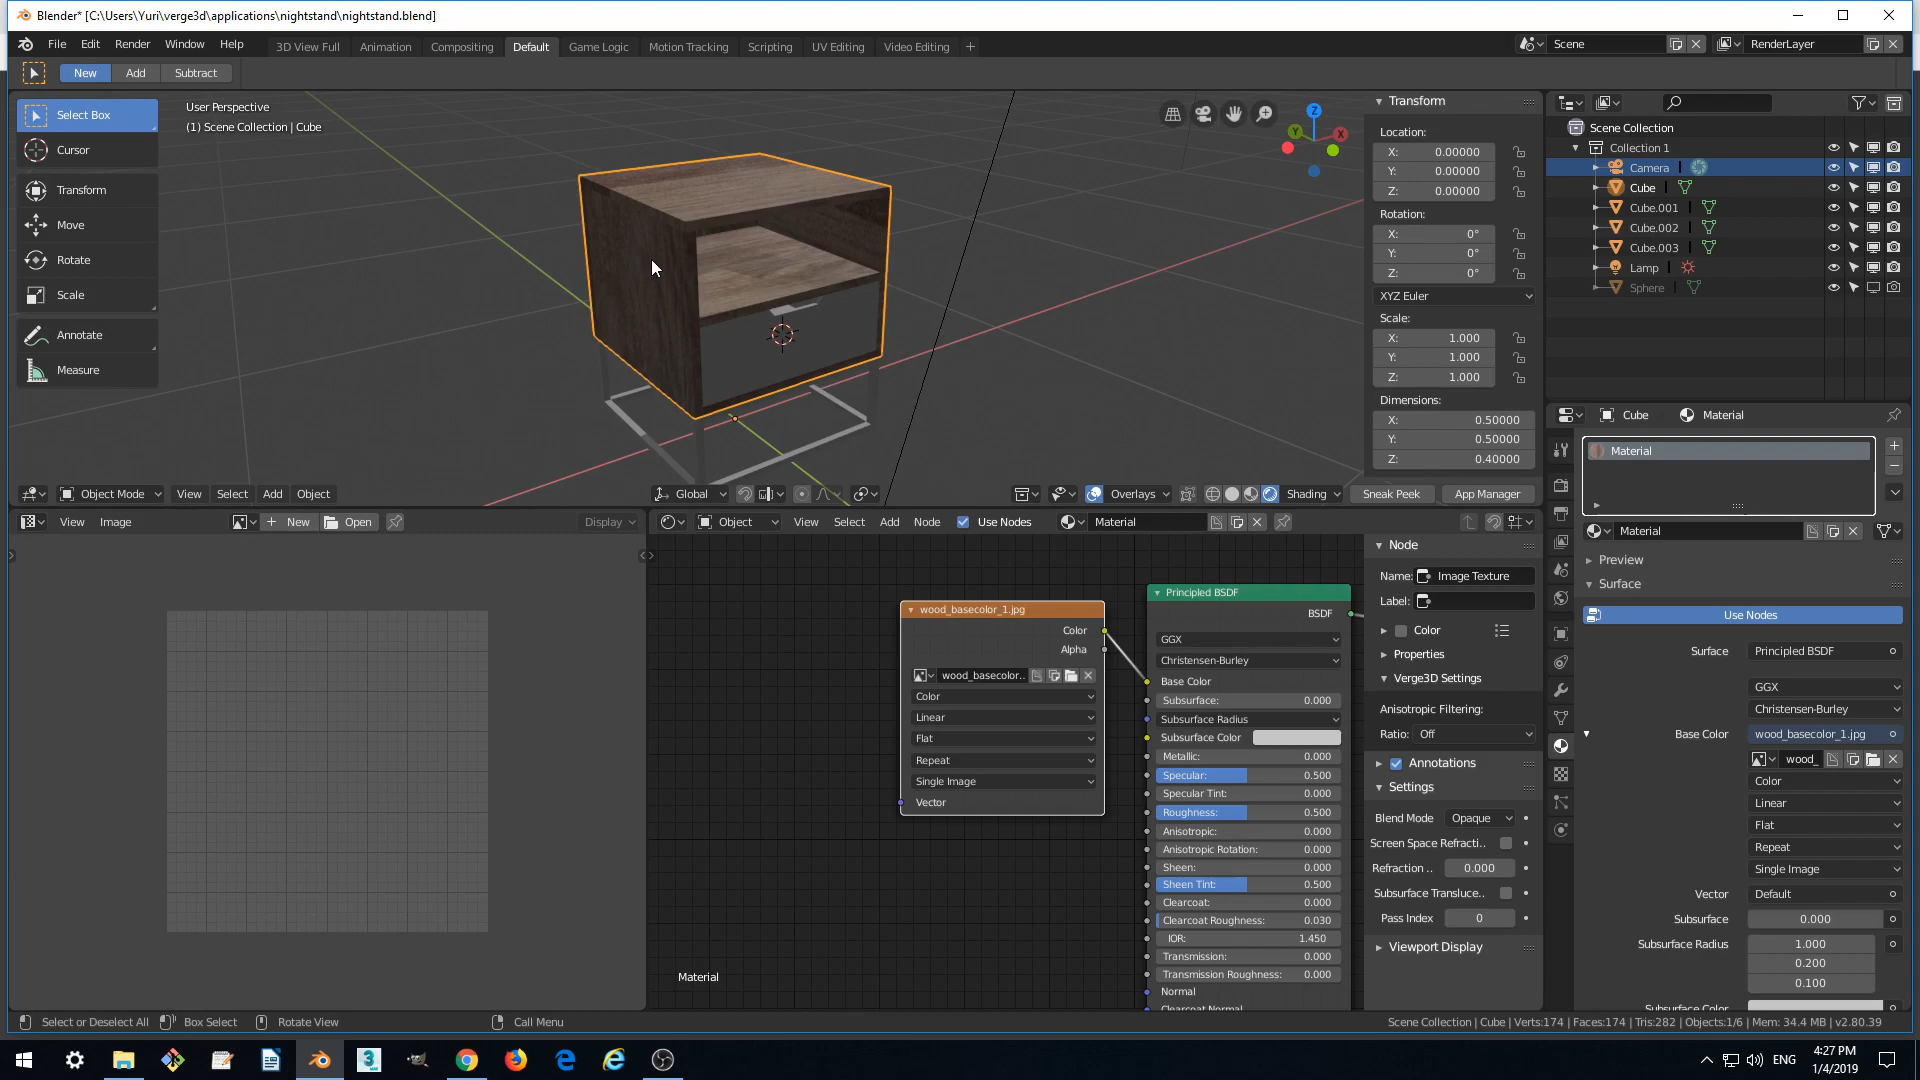 Blender* [C:\Users\Yuri\verge3d\applications\nightstand\nightstand.blend]
File Edit Render Window Help 3D View Full Animation Compositing Default Game Logic Motion Tracking Scripting UV Editing Video Editing + Scene RenderLayer
New Add Subtract
Select Box
Cursor
Transform
Move
Rotate
Scale
Annotate
Measure
User Perspective
(1) Scene Collection | Cube
Z
Y
X
Transform
Location:
X: 0.00000
Y: 0.00000
Z: 0.00000
Rotation:
X: 0°
Y: 0°
Z: 0°
XYZ Euler
Scale:
X: 1.000
Y: 1.000
Z: 1.000
Dimensions:
X: 0.50000
Y: 0.50000
Z: 0.40000
Scene Collection
Collection 1
Camera
Cube
Cube.001
Cube.002
Cube.003
Lamp
Sphere
Object Mode View Select Add Object Global Overlays Shading Sneak Peek App Manager
View Image New Open Display
Object View Select Add Node Use Nodes Material
wood_basecolor_1.jpg
Color
Alpha
wood_basecolor..
Color
Linear
Flat
Repeat
Single Image
Vector
Principled BSDF
BSDF
GGX
Christensen-Burley
Base Color
Subsurface: 0.000
Subsurface Radius
Subsurface Color
Metallic: 0.000
Specular: 0.500
Specular Tint: 0.000
Roughness: 0.500
Anisotropic: 0.000
Anisotropic Rotation: 0.000
Sheen: 0.000
Sheen Tint: 0.500
Clearcoat: 0.000
Clearcoat Roughness: 0.030
IOR: 1.450
Transmission: 0.000
Transmission Roughness: 0.000
Normal
Clearcoat Normal
Material
Node
Name: Image Texture
Label:
Color
Properties
Verge3D Settings
Anisotropic Filtering:
Ratio: Off
Annotations
Settings
Blend Mode Opaque
Screen Space Refracti..
Refraction .. 0.000
Subsurface Transluce..
Pass Index 0
Viewport Display
Cube Material
Material
Material
Preview
Surface
Use Nodes
Surface Principled BSDF
GGX
Christensen-Burley
Base Color wood_basecolor_1.jpg
wood_
Color
Linear
Flat
Repeat
Single Image
Vector Default
Subsurface 0.000
Subsurface Radius 1.000
0.200
0.100
Subsurface Color
Select or Deselect All Box Select Rotate View Call Menu Scene Collection | Cube | Verts:174 | Faces:174 | Tris:282 | Objects:1/6 | Mem: 34.4 MB | v2.80.39
ENG
4:27 PM
1/4/2019